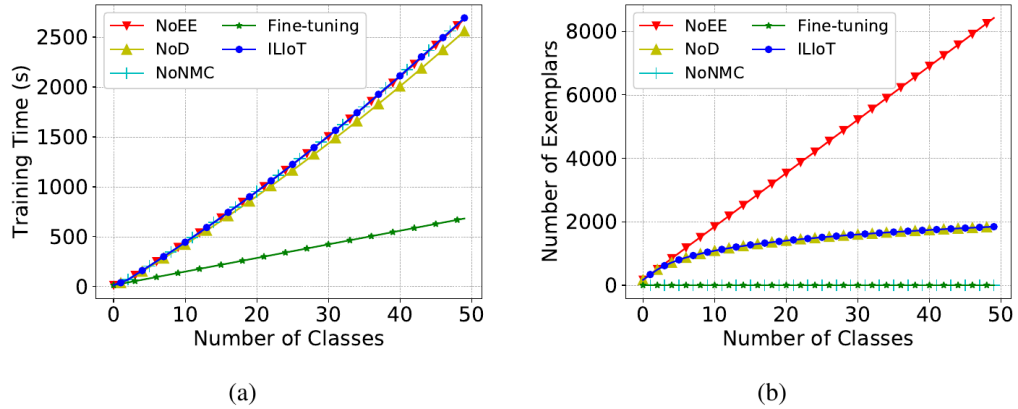 NoEE
NoD
NoNMC
Fine-tuning
ILIoT
2500
2000
1500
1000
500
0
Training Time (s)
0 10 20 30 40 50
Number of Classes
(a)
NoEE
NoD
NoNMC
Fine-tuning
ILIoT
8000
6000
4000
2000
0
Number of Exemplars
0 10 20 30 40 50
Number of Classes
(b)